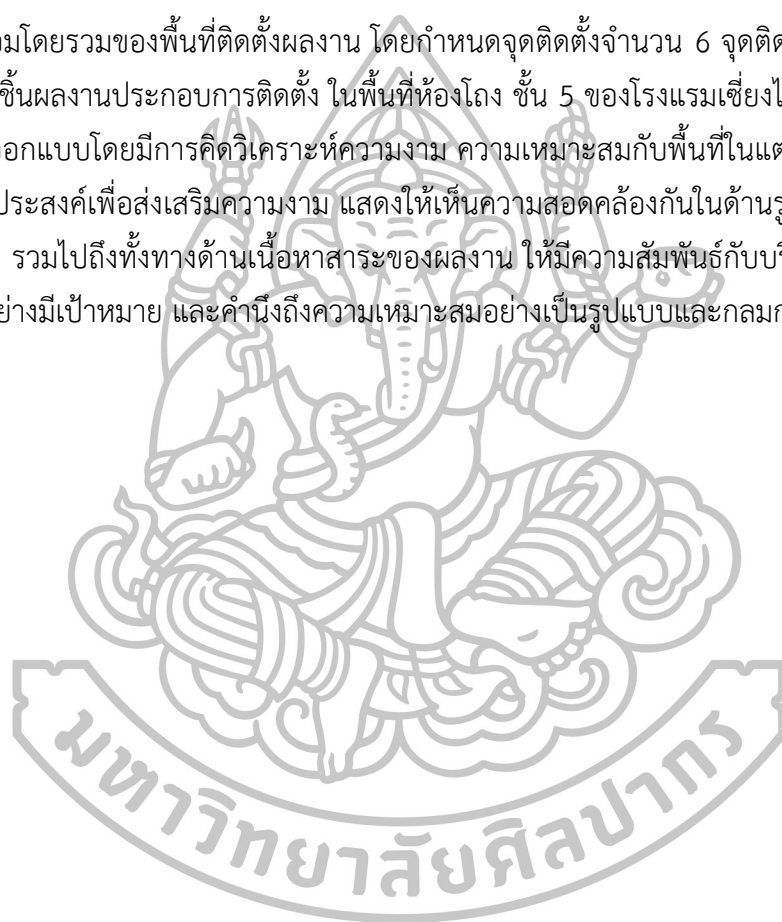 อมโดยรวมของพื้นที่ติดตั้งผลงาน โดยกำหนดจุดติดตั้งจำนวน 6 จุดติด
ชิ้นผลงานประกอบการติดตั้ง ในพื้นที่ห้องโถง ชั้น 5 ของโรงแรมเซี่ยงไ
อกแบบโดยมีการคิดวิเคราะห์ความงาม ความเหมาะสมกับพื้นที่ในแต
ประสงค์เพื่อส่งเสริมความงาม แสดงให้เห็นความสอดคล้องกันในด้านรู
รวมไปถึงทั้งทางด้านเนื้อหาสาระของผลงาน ให้มีความสัมพันธ์กับบริ
ย่างมีเป้าหมาย และคำนึงถึงความเหมาะสมอย่างเป็นรูปแบบและกลมก
มหาวิทยาลัยศิลปากร